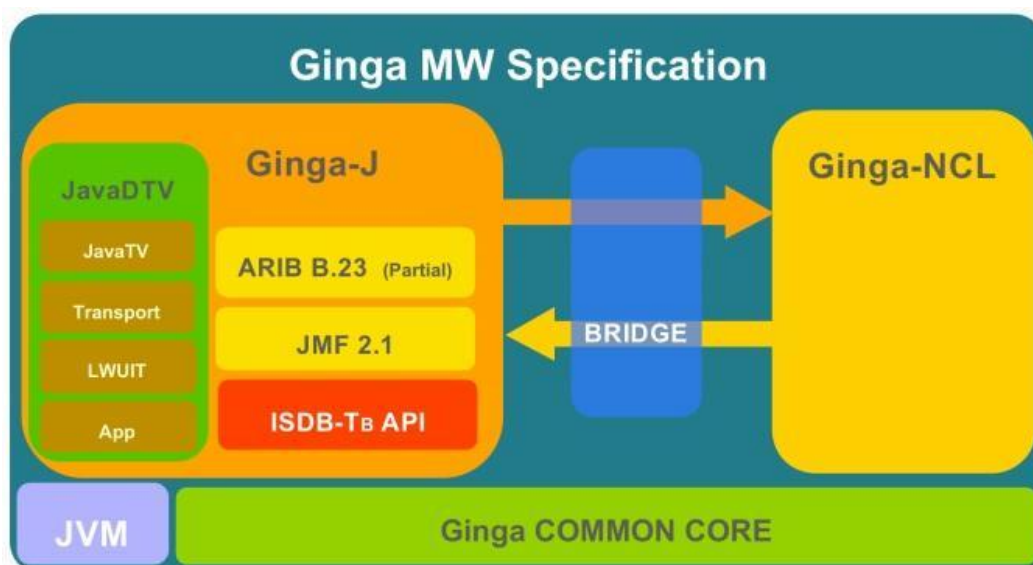 Ginga MW Specification
Ginga-J
Ginga-NCL
JavaDTV
JavaTV
Transport
LWUIT
App
ARIB B.23 (Partial)
JMF 2.1
ISDB-TB API
BRIDGE
JVM
Ginga COMMON CORE